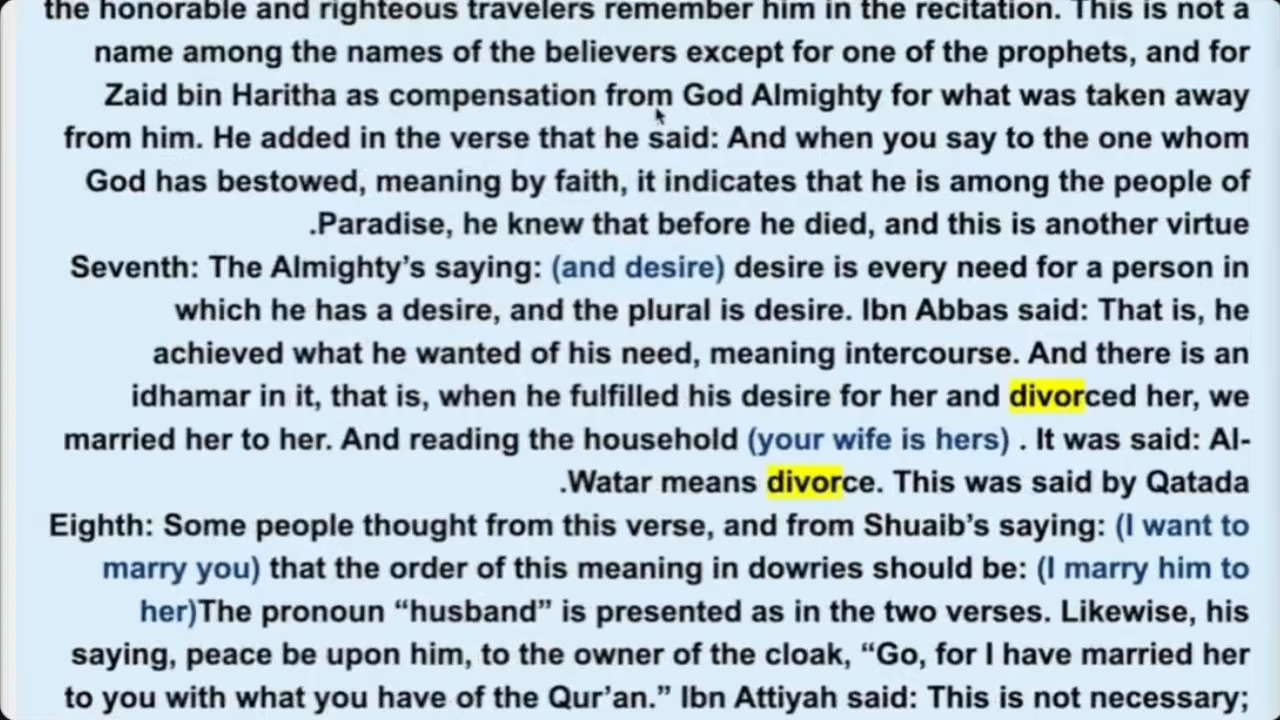 the honorable and righteous travelers remember him in the recitation. This is not a
name among the names of the believers except for one of the prophets, and for
Zaid bin Haritha as compensation from God Almighty for what was taken away
from him. He added in the verse that he said: And when you say to the one whom
God has bestowed, meaning by faith, it indicates that he is among the people of
.Paradise, he knew that before he died, and this is another virtue
Seventh: The Almighty’s saying: (and desire) desire is every need for a person in
which he has a desire, and the plural is desire. Ibn Abbas said: That is, he
achieved what he wanted of his need, meaning intercourse. And there is an
idhamar in it, that is, when he fulfilled his desire for her and divorced her, we
married her to her. And reading the household (your wife is hers) . It was said: Al-
.Watar means divorce. This was said by Qatada
Eighth: Some people thought from this verse, and from Shuaib’s saying: (I want to
marry you) that the order of this meaning in dowries should be: (I marry him to
her)The pronoun “husband” is presented as in the two verses. Likewise, his
saying, peace be upon him, to the owner of the cloak, “Go, for I have married her
to you with what you have of the Qur’an.” Ibn Attiyah said: This is not necessary;